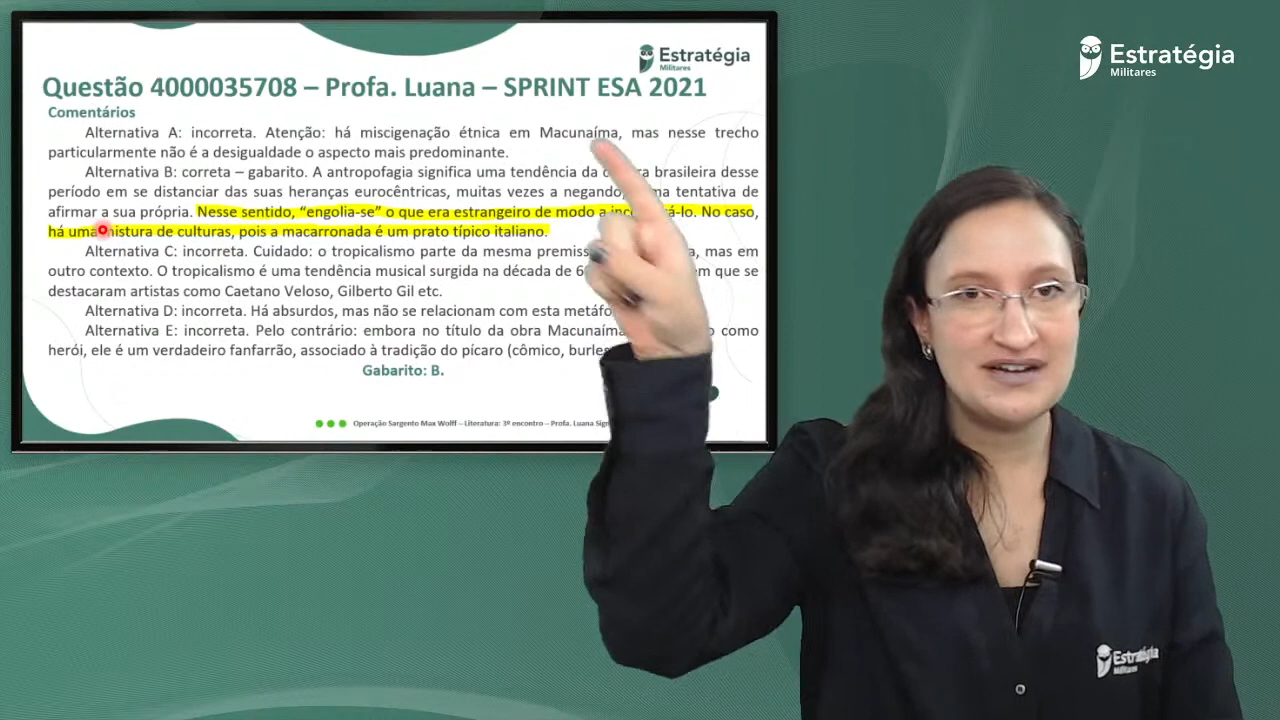 Estratégia
Militares
Questão 4000035708 – Profa. Luana – SPRINT ESA 2021
Comentários
Alternativa A: incorreta. Atenção: há miscigenação étnica em Macunaíma, mas nesse trecho
particularmente não é a desigualdade o aspecto mais predominante.
Alternativa B: correta – gabarito. A antropofagia significa uma tendência da brasileira desse
período em se distanciar das suas heranças eurocêntricas, muitas vezes a negando, tentativa de
afirmar a sua própria. Nesse sentido, “engolia-se” o que era estrangeiro de modo a No caso,
há uma mistura de culturas, pois a macarronada é um prato típico italiano.
Alternativa C: incorreta. Cuidado: o tropicalismo parte da mesma mas em
outro contexto. O tropicalismo é uma tendência musical surgida na década de que se
destacaram artistas como Caetano Veloso, Gilberto Gil etc.
Alternativa D: incorreta. Há absurdos, mas não se relacionam com esta
Alternativa E: incorreta. Pelo contrário: embora no título da obra Macunaíma como
herói, ele é um verdadeiro fanfarrão, associado à tradição do pícaro (cômico,
Gabarito: B.
Operação Sargento Max Wolff – Literatura: 3º encontro – Profa. Luana
Estratégia
Militares
Estratégia